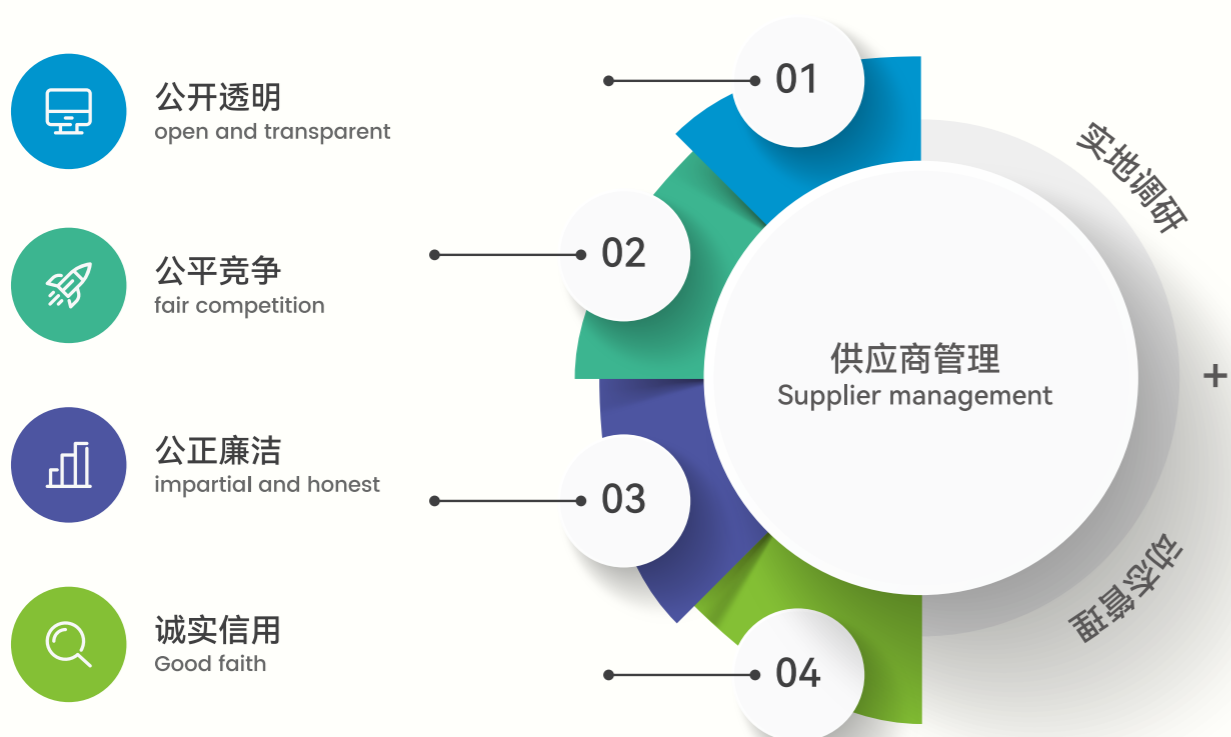 公开透明
open and transparent
公平竞争
fair competition
公正廉洁
impartial and honest
诚实信用
Good faith
01
02
03
04
供应商管理
Supplier management
实地调研
动态管理
+